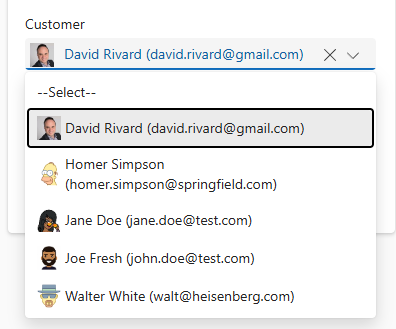 Customer
David Rivard (david.rivard@gmail.com)
--Select--
David Rivard (david.rivard@gmail.com)
Homer Simpson
(homer.simpson@springfield.com)
Jane Doe (jane.doe@test.com)
Joe Fresh (john.doe@test.com)
Walter White (walt@heisenberg.com)